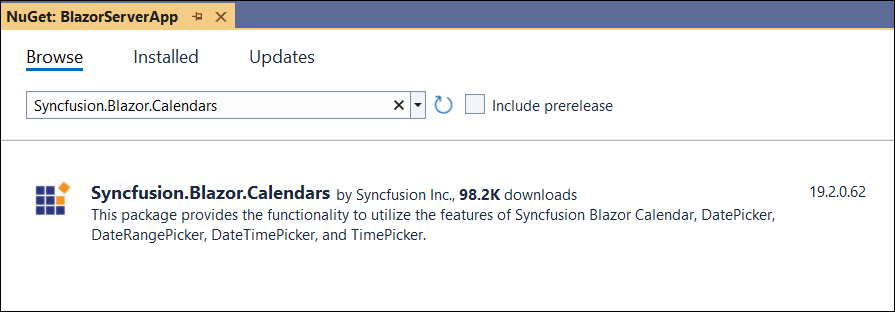 NuGet: BlazorServerApp
Browse Installed Updates
Syncfusion.Blazor.Calendars
Include prerelease
Syncfusion.Blazor.Calendars by Syncfusion Inc., 98.2K downloads 19.2.0.62
This package provides the functionality to utilize the features of Syncfusion Blazor Calendar, DatePicker,
DateRangePicker, DateTimePicker, and TimePicker.